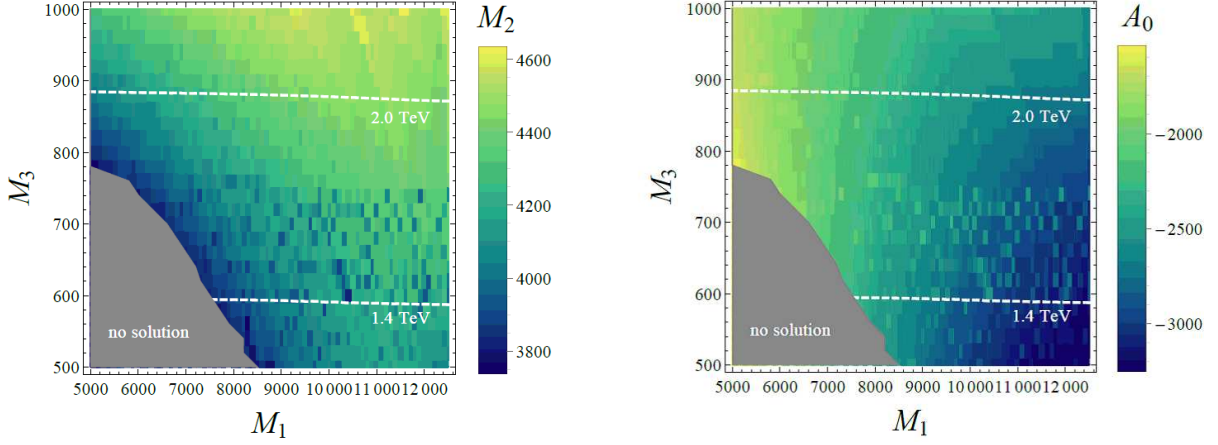 M2
1000
900
800
700
600
500
M3
2.0 TeV
1.4 TeV
no solution
5000 6000 7000 8000 9000 10 000 11 000 12 000
M1
4600
4400
4200
4000
3800
A0
1000
900
800
700
600
500
M3
2.0 TeV
1.4 TeV
no solution
5000 6000 7000 8000 9000 10 000 11 000 12 000
M1
−2000
−2500
−3000